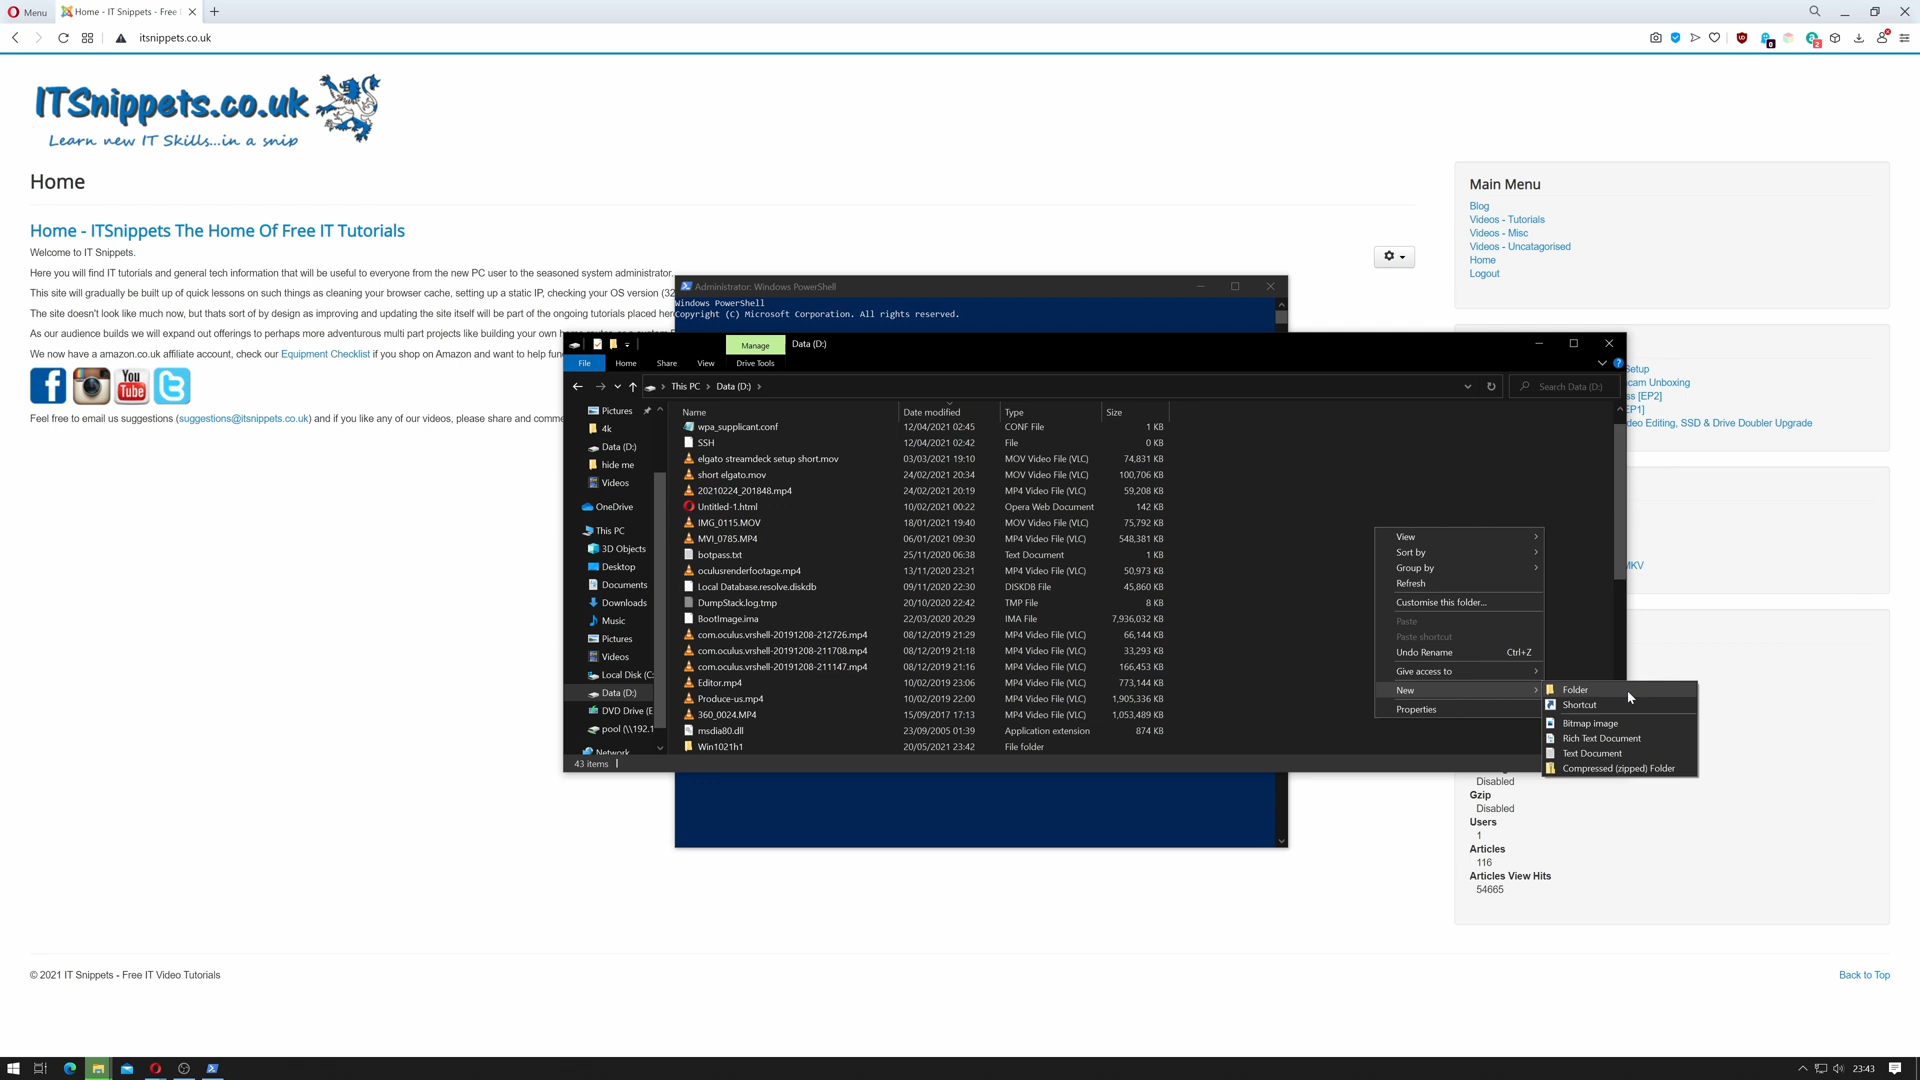 Menu
Home - IT Snippets - Free
itsnippets.co.uk
0
2
ITSnippets.co.uk
Learn new IT Skills...in a snip
Home
Home - ITSnippets The Home Of Free IT Tutorials
Welcome to IT Snippets.
Here you will find IT tutorials and general tech information that will be useful to everyone from the new PC user to the seasoned system administrator.
This site will gradually be built up of quick lessons on such things as cleaning your browser cache, setting up a static IP, checking your OS version (32
The site doesn't look like much now, but thats sort of by design as improving and updating the site itself will be part of the ongoing tutorials placed her
As our audience builds we will expand out offerings to perhaps more adventurous multi part projects like building your own
We now have a amazon.co.uk affiliate account, check our Equipment Checklist if you shop on Amazon and want to help fun
You Tube
Feel free to email us suggestions (suggestions@itsnippets.co.uk) and if you like any of our videos, please share and comme
Main Menu
Blog
Videos - Tutorials
Videos - Misc
Videos - Uncatagorised
Home
Logout
Setup
cam Unboxing
ss [EP2]
EP1]
deo Editing, SSD & Drive Doubler Upgrade
MKV
Disabled
Gzip
Disabled
Users
1
Articles
116
Articles View Hits
54665
© 2021 IT Snippets - Free IT Video Tutorials
Back to Top
Administrator: Windows PowerShell
Windows PowerShell
Copyright (C) Microsoft Corporation. All rights reserved.
Manage
Data (D:)
File
Home
Share
View
Drive Tools
This PC
Data (D:)
Search Data (D:)
Pictures
4k
Data (D:)
hide me
Videos
OneDrive
This PC
3D Objects
Desktop
Documents
Downloads
Music
Pictures
Videos
Local Disk (C:
Data (D:)
DVD Drive (E
pool (\\192.1
Network
Name Date modified Type Size
wpa_supplicant.conf 12/04/2021 02:45 CONF File 1 KB
SSH 12/04/2021 02:42 File 0 KB
elgato streamdeck setup short.mov 03/03/2021 19:10 MOV Video File (VLC) 74,831 KB
short elgato.mov 24/02/2021 20:34 MOV Video File (VLC) 100,706 KB
20210224_201848.mp4 24/02/2021 20:19 MP4 Video File (VLC) 59,208 KB
Untitled-1.html 10/02/2021 00:22 Opera Web Document 142 KB
IMG_0115.MOV 18/01/2021 19:40 MOV Video File (VLC) 75,792 KB
MVI_0785.MP4 06/01/2021 09:30 MP4 Video File (VLC) 548,381 KB
botpass.txt 25/11/2020 06:38 Text Document 1 KB
oculusrenderfootage.mp4 13/11/2020 23:21 MP4 Video File (VLC) 50,973 KB
Local Database.resolve.diskdb 09/11/2020 22:30 DISKDB File 45,860 KB
DumpStack.log.tmp 20/10/2020 22:42 TMP File 8 KB
BootImage.ima 22/03/2020 20:29 IMA File 7,936,032 KB
com.oculus.vrshell-20191208-212726.mp4 08/12/2019 21:29 MP4 Video File (VLC) 66,144 KB
com.oculus.vrshell-20191208-211708.mp4 08/12/2019 21:18 MP4 Video File (VLC) 33,293 KB
com.oculus.vrshell-20191208-211147.mp4 08/12/2019 21:16 MP4 Video File (VLC) 166,453 KB
Editor.mp4 10/02/2019 23:06 MP4 Video File (VLC) 773,144 KB
Produce-us.mp4 10/02/2019 22:00 MP4 Video File (VLC) 1,905,336 KB
360_0024.MP4 15/09/2017 17:13 MP4 Video File (VLC) 1,053,489 KB
msdia80.dll 23/09/2005 01:39 Application extension 874 KB
Win1021h1 20/05/2021 23:42 File folder
43 items
View
Sort by
Group by
Refresh
Customise this folder...
Paste
Paste shortcut
Undo Rename Ctrl+Z
Give access to
New
Properties
Folder
Shortcut
Bitmap image
Rich Text Document
Text Document
Compressed (zipped) Folder
23:43